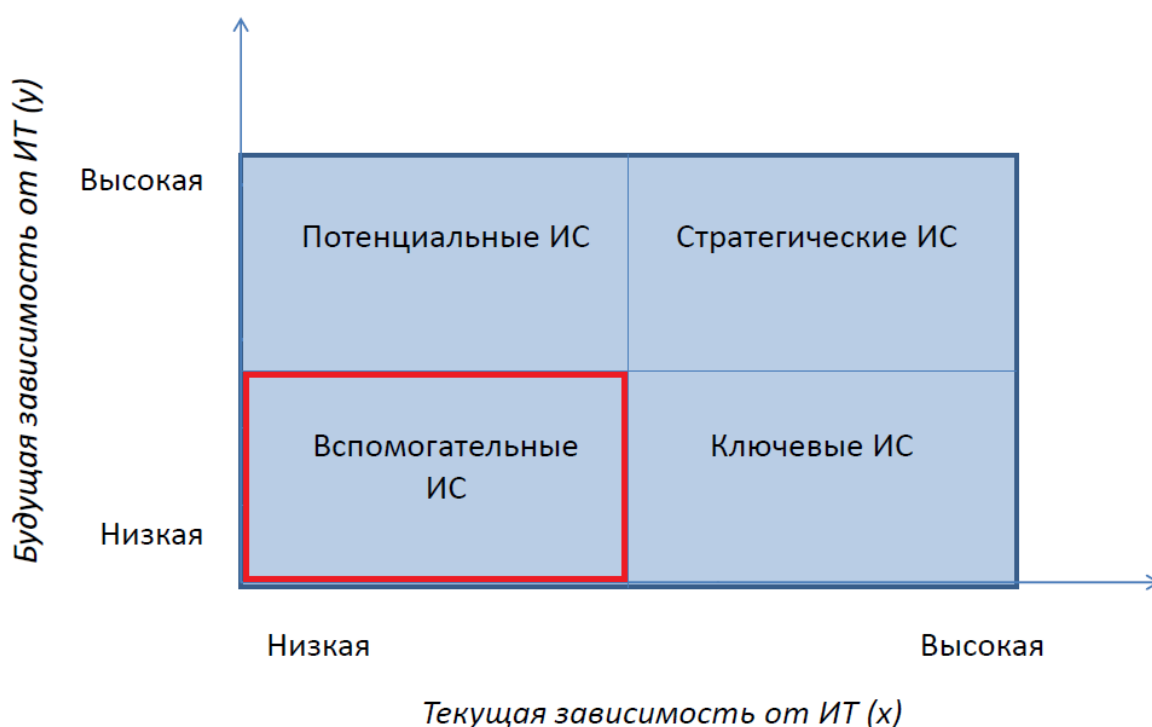 Будущая зависимость от ИТ (y)
Высокая
Потенциальные ИС
Стратегические ИС
Вспомогательные
ИС
Ключевые ИС
Низкая
Низкая
Высокая
Текущая зависимость от ИТ (x)